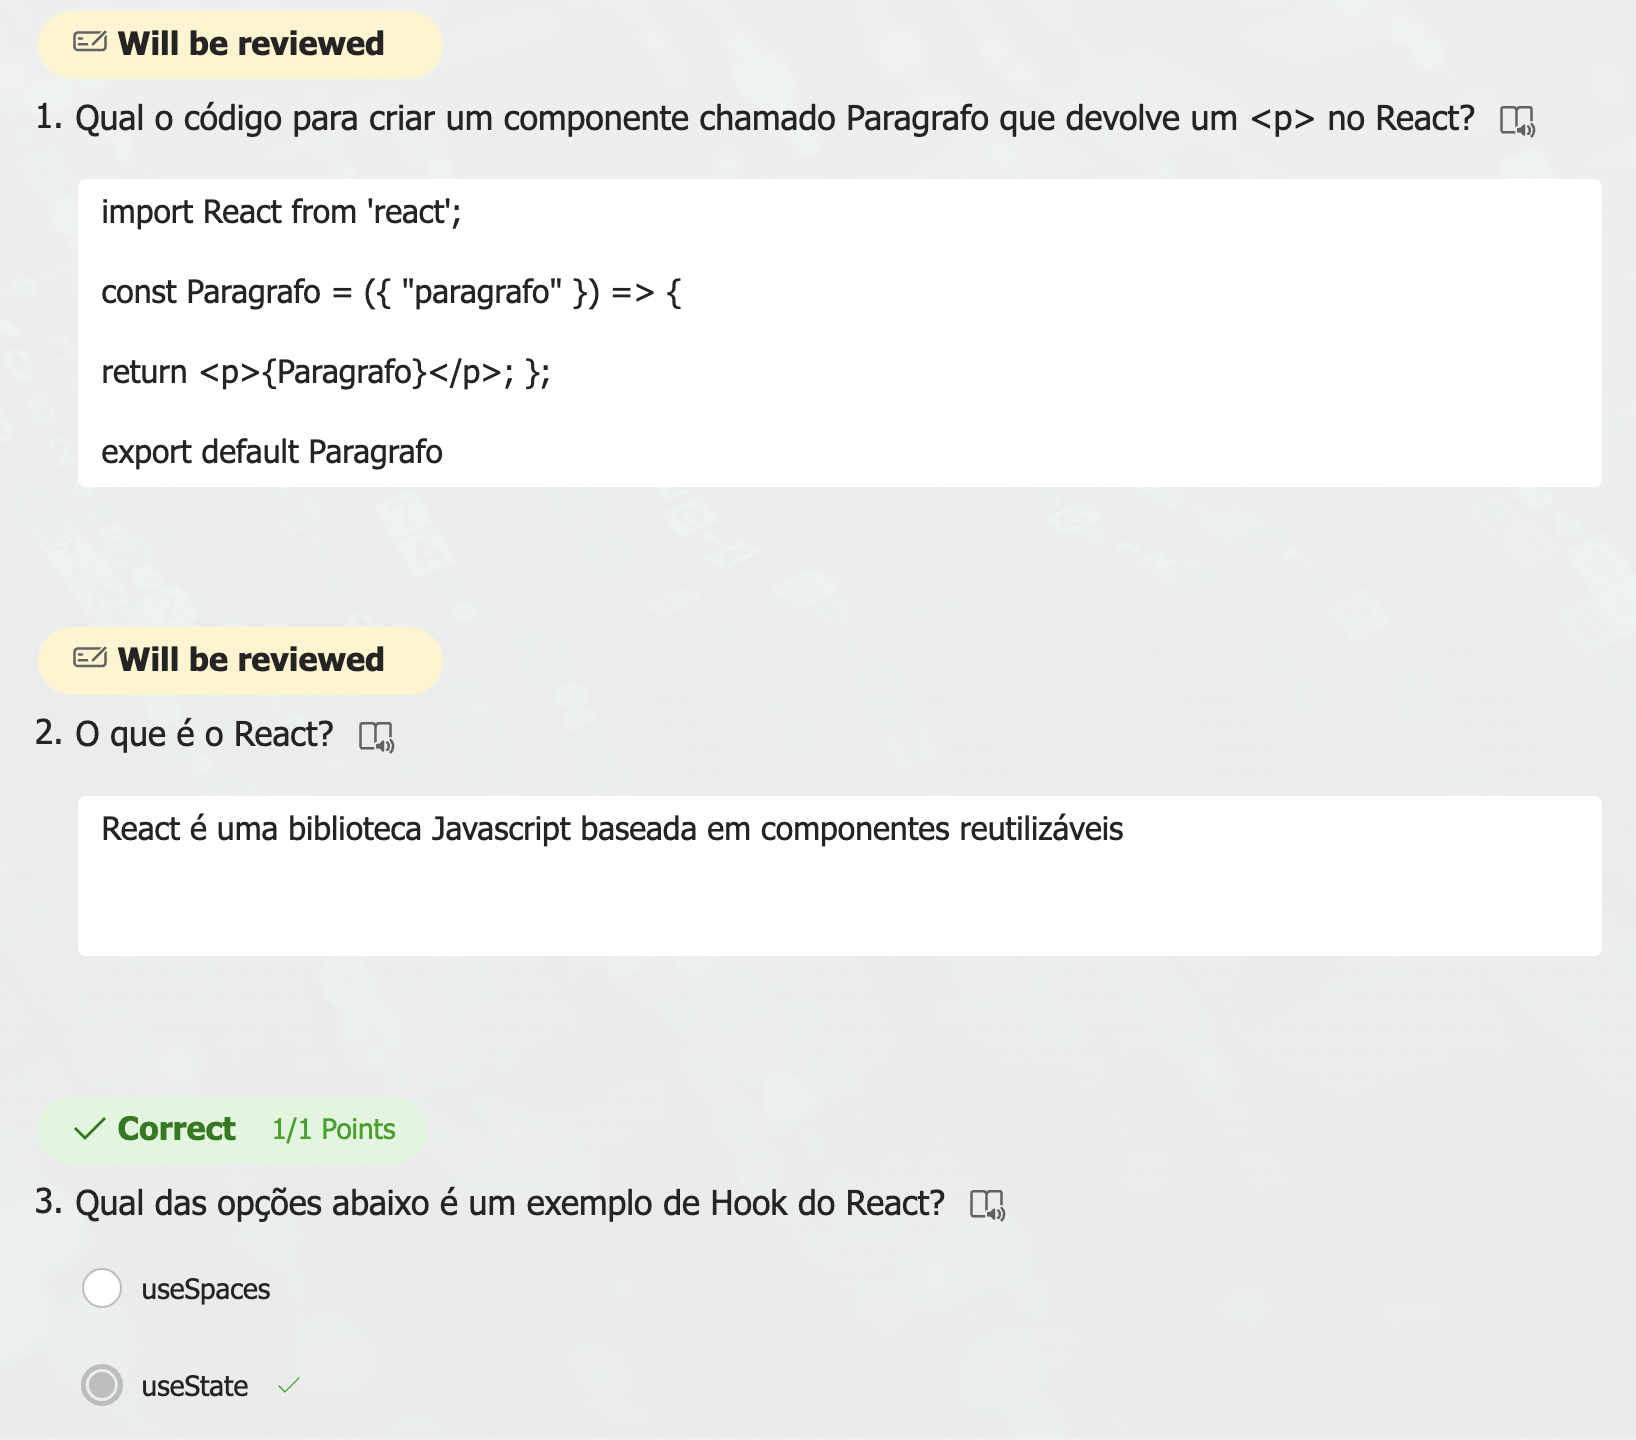 Will be reviewed
1. Qual o código para criar um componente chamado Paragrafo que devolve um <p> no React?
import React from 'react';
const Paragrafo = ({ "paragrafo" }) => {
return <p>{Paragrafo}</p>; };
export default Paragrafo
Will be reviewed
2. O que é o React?
React é uma biblioteca Javascript baseada em componentes reutilizáveis
Correct 1/1 Points
3. Qual das opções abaixo é um exemplo de Hook do React?
useSpaces
useState